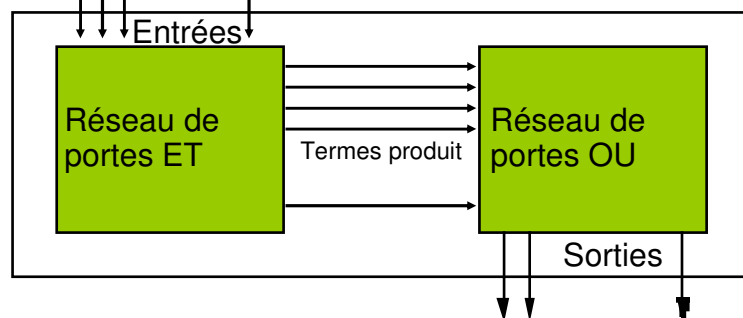 Entrées
Réseau de
portes ET
Termes produit
Réseau de
portes OU
Sorties